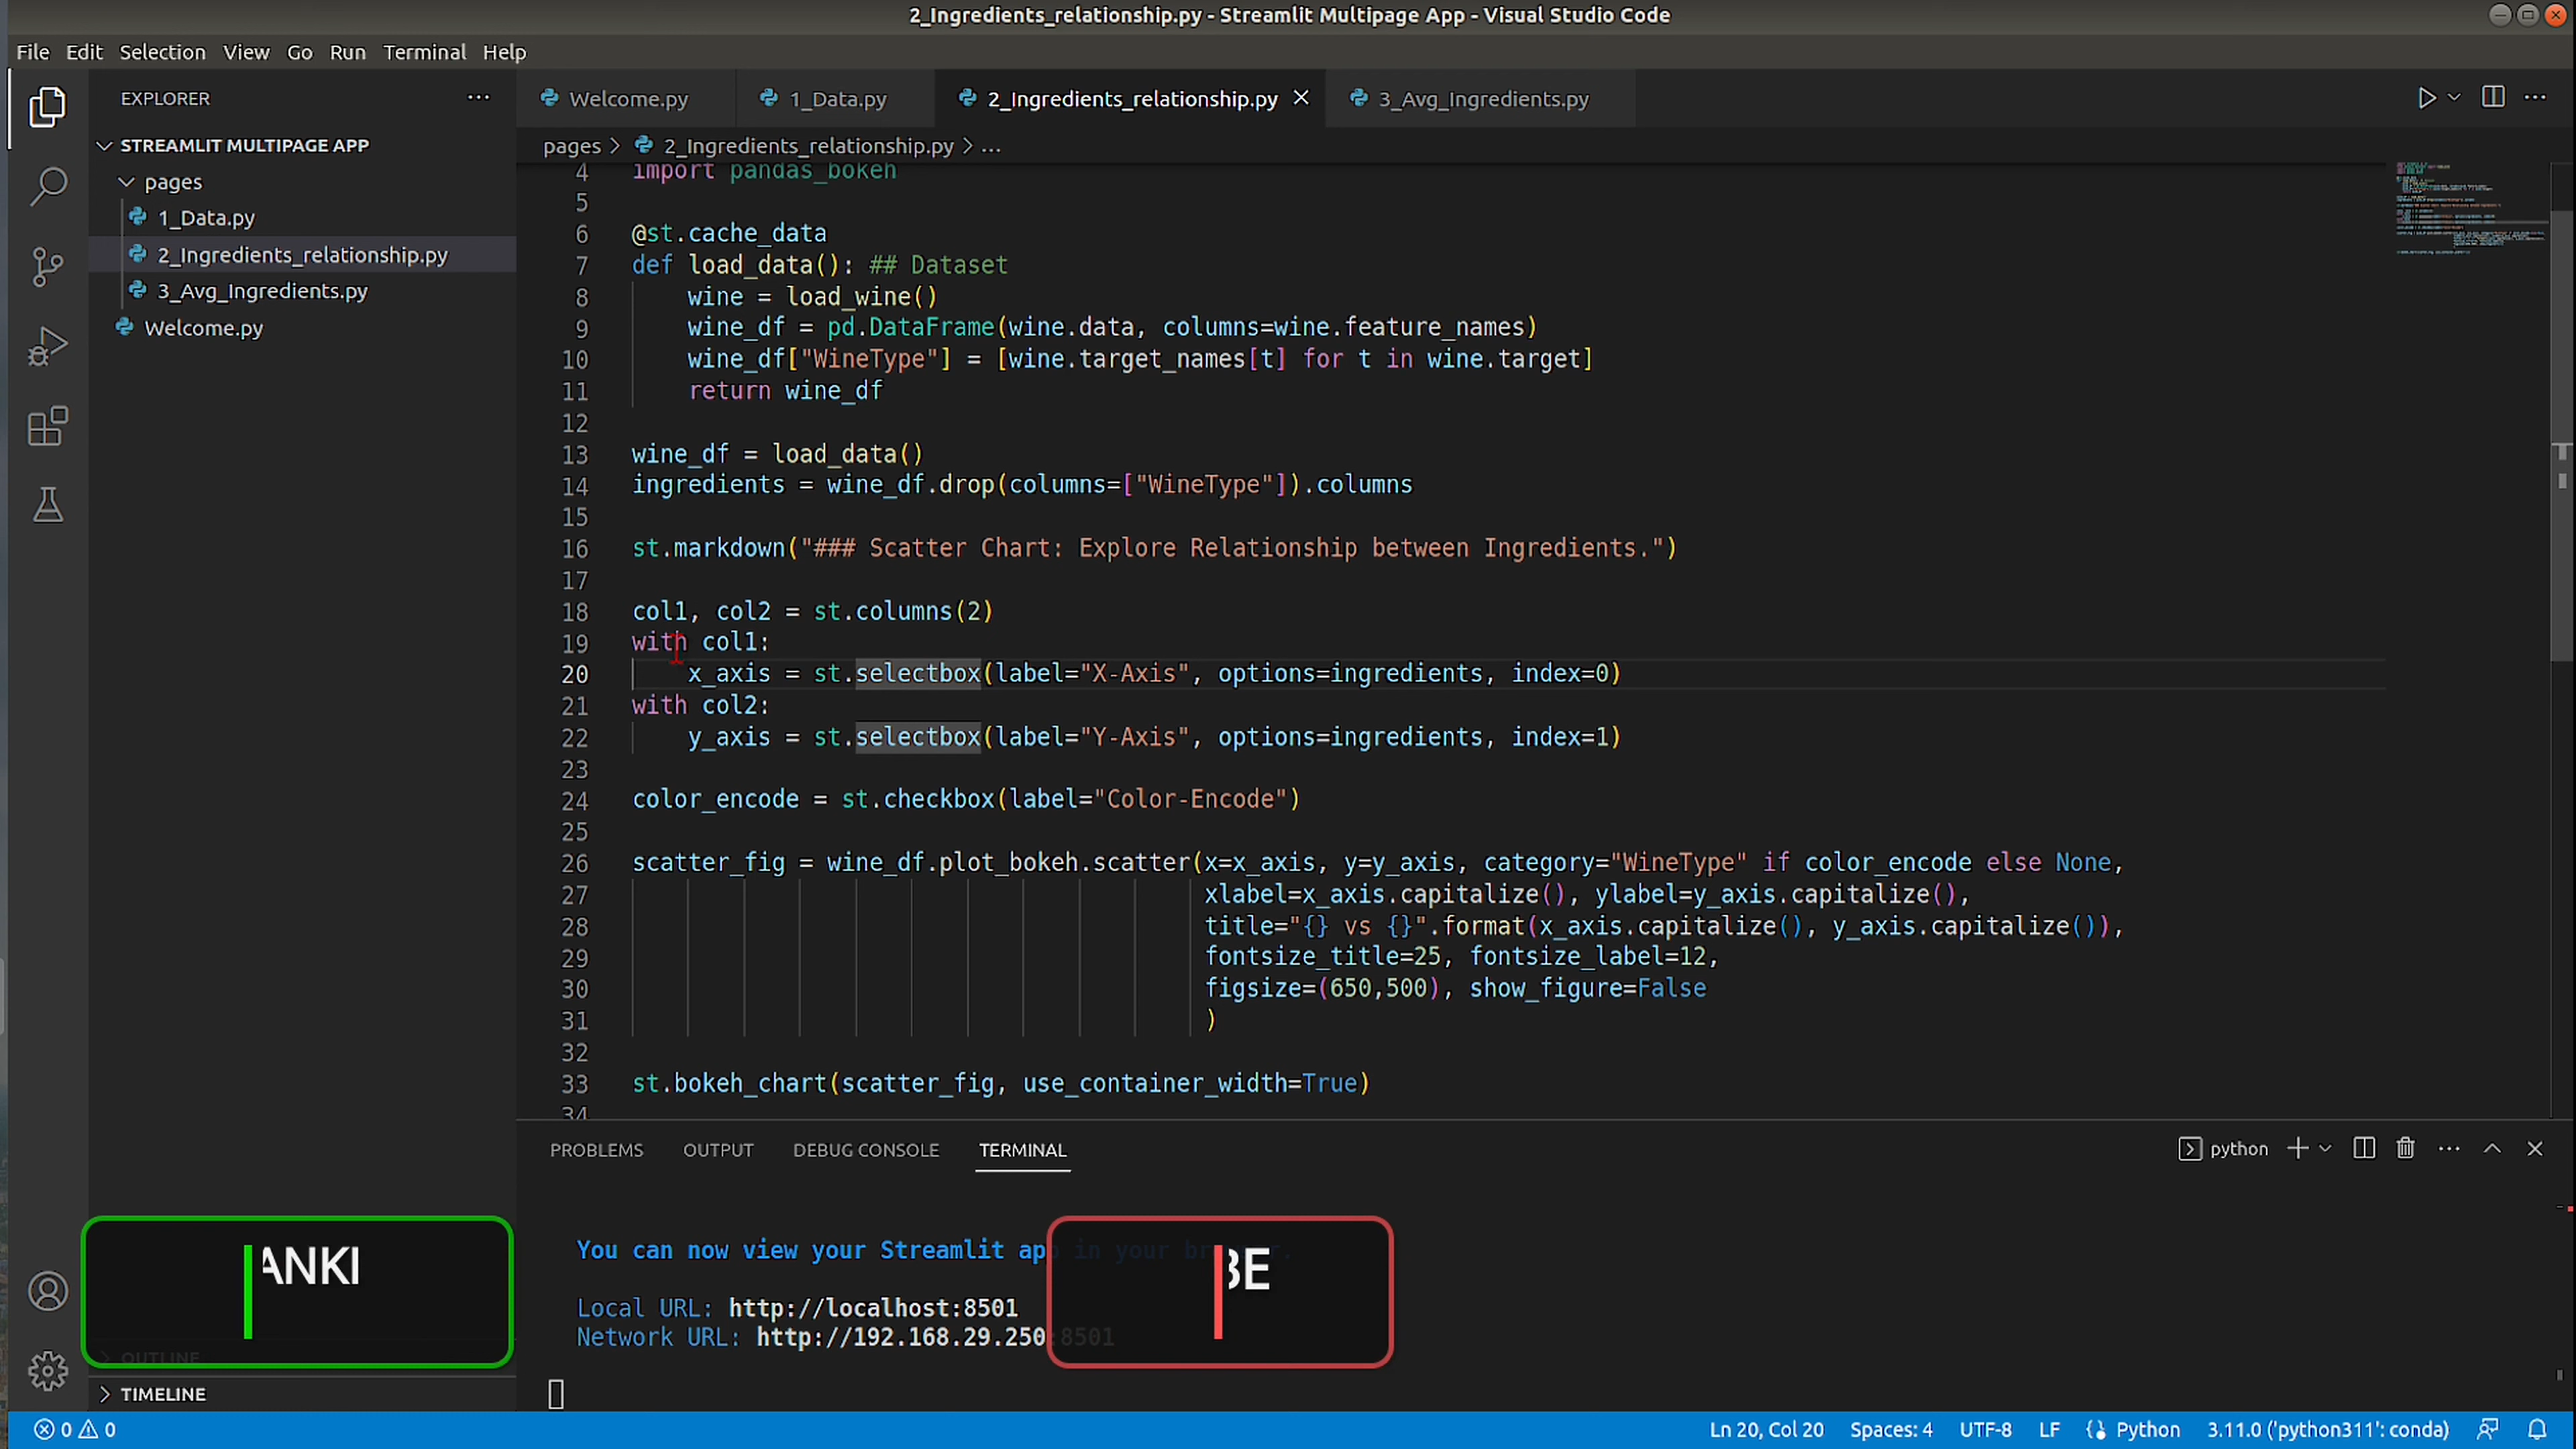 2_Ingredients_relationship.py - Streamlit Multipage App - Visual Studio Code
File Edit Selection View Go Run Terminal Help
EXPLORER
STREAMLIT MULTIPAGE APP
pages
1_Data.py
2_Ingredients_relationship.py
3_Avg_Ingredients.py
Welcome.py
OUTLINE
TIMELINE
Welcome.py 1_Data.py 2_Ingredients_relationship.py 3_Avg_Ingredients.py
pages > 2_Ingredients_relationship.py > ...
4 import pandas_bokeh
5
6 @st.cache_data
7 def load_data(): ## Dataset
8 wine = load_wine()
9 wine_df = pd.DataFrame(wine.data, columns=wine.feature_names)
10 wine_df["WineType"] = [wine.target_names[t] for t in wine.target]
11 return wine_df
12
13 wine_df = load_data()
14 ingredients = wine_df.drop(columns=["WineType"]).columns
15
16 st.markdown("### Scatter Chart: Explore Relationship between Ingredients.")
17
18 col1, col2 = st.columns(2)
19 with col1:
20 x_axis = st.selectbox(label="X-Axis", options=ingredients, index=0)
21 with col2:
22 y_axis = st.selectbox(label="Y-Axis", options=ingredients, index=1)
23
24 color_encode = st.checkbox(label="Color-Encode")
25
26 scatter_fig = wine_df.plot_bokeh.scatter(x=x_axis, y=y_axis, category="WineType" if color_encode else None,
27 xlabel=x_axis.capitalize(), ylabel=y_axis.capitalize(),
28 title="{} vs {}".format(x_axis.capitalize(), y_axis.capitalize()),
29 fontsize_title=25, fontsize_label=12,
30 figsize=(650,500), show_figure=False
31 )
32
33 st.bokeh_chart(scatter_fig, use_container_width=True)
34
PROBLEMS OUTPUT DEBUG CONSOLE TERMINAL
python
You can now view your Streamlit app in your browser.
Local URL: http://localhost:8501
Network URL: http://192.168.29.250:8501
ANKI
BE
0 0
Ln 20, Col 20 Spaces: 4 UTF-8 LF Python 3.11.0 ('python311': conda)